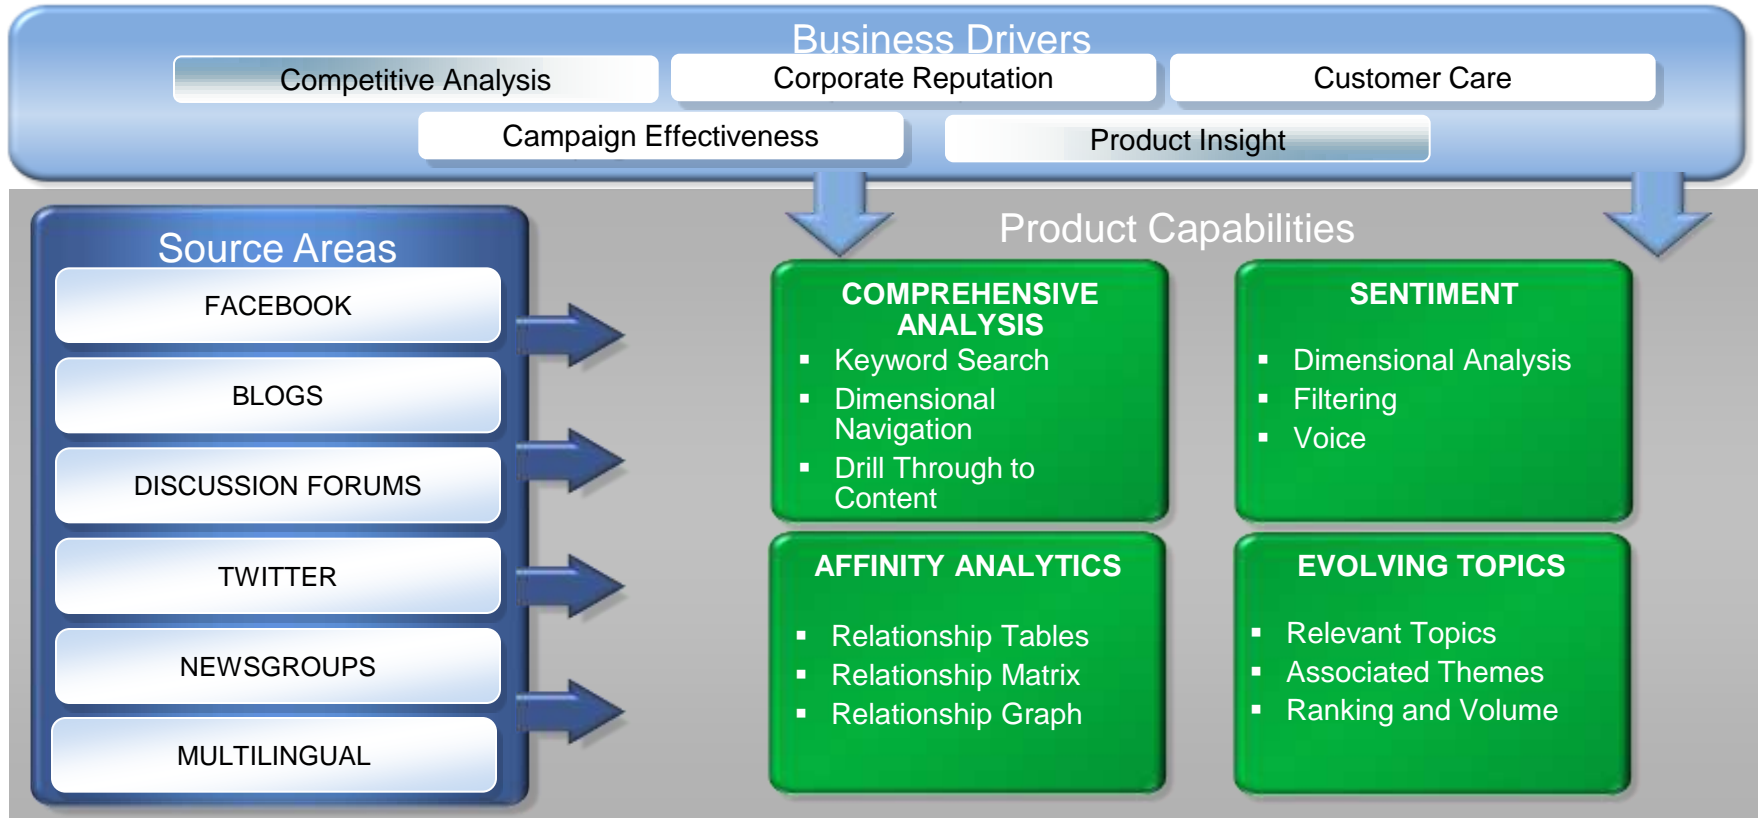 Business Drivers
Competitive Analysis
Corporate Reputation
Customer Care
Campaign Effectiveness
Product Insight
Source Areas
FACEBOOK
BLOGS
DISCUSSION FORUMS
TWITTER
NEWSGROUPS
MULTILINGUAL
Product Capabilities
COMPREHENSIVE
ANALYSIS
▪ Keyword Search
▪ Dimensional
Navigation
▪ Drill Through to
Content
SENTIMENT
▪ Dimensional Analysis
▪ Filtering
▪ Voice
AFFINITY ANALYTICS
▪ Relationship Tables
▪ Relationship Matrix
▪ Relationship Graph
EVOLVING TOPICS
▪ Relevant Topics
▪ Associated Themes
▪ Ranking and Volume